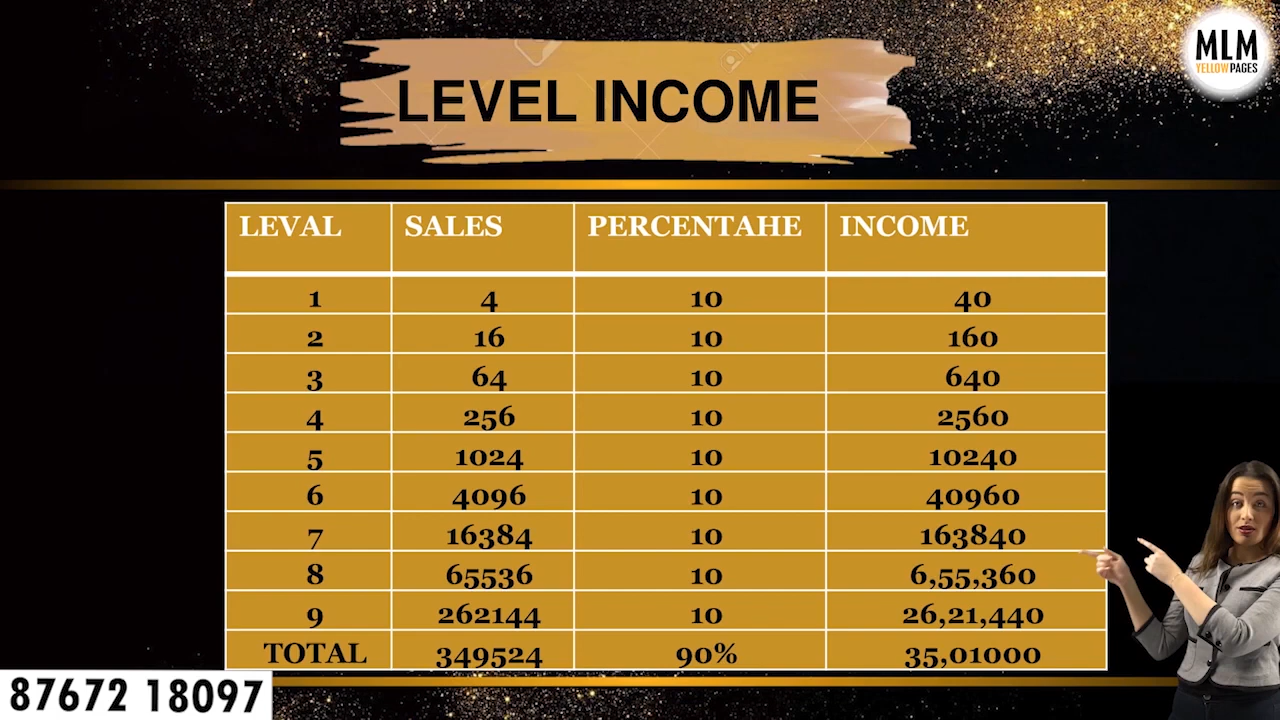 MLM
YELLOWPAGES
LEVEL INCOME
LEVAL SALES PERCENTAHE INCOME
1 4 10 40
2 16 10 160
3 64 10 640
4 256 10 2560
5 1024 10 10240
6 4096 10 40960
7 16384 10 163840
8 65536 10 6,55,360
9 262144 10 26,21,440
TOTAL 349524 90% 35,01000
87672 18097